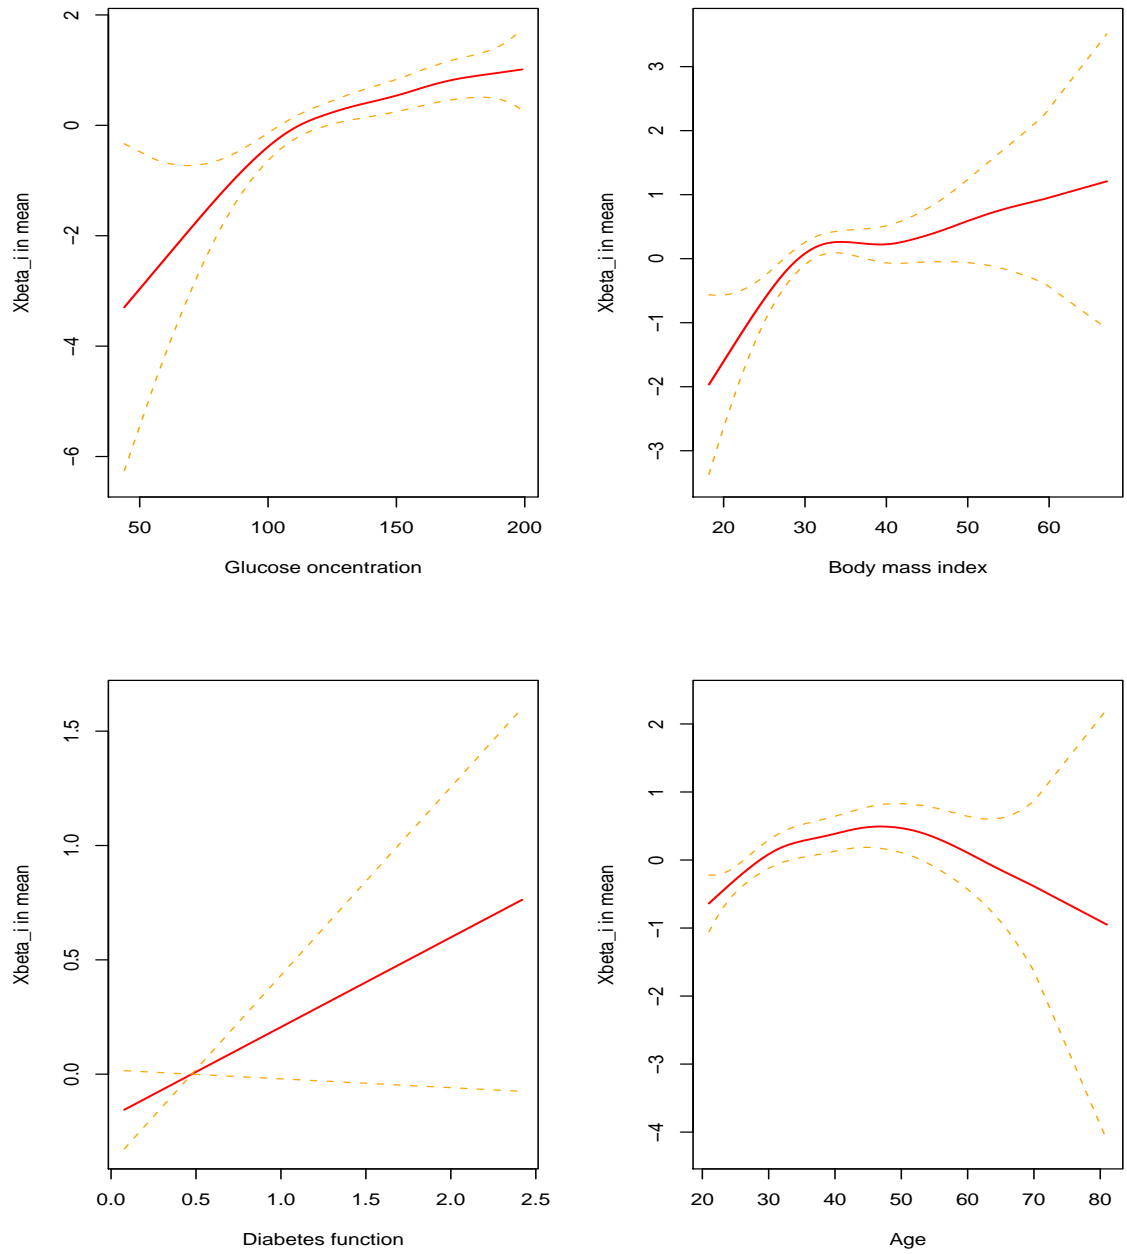 2
0
−2
−4
−6
Xbeta_i in mean
50 100 150 200
Glucose oncentration
3
2
1
0
−1
−2
−3
Xbeta_i in mean
20 30 40 50 60
Body mass index
1.5
1.0
0.5
0.0
Xbeta_i in mean
0.0 0.5 1.0 1.5 2.0 2.5
Diabetes function
2
1
0
−1
−2
−3
−4
Xbeta_i in mean
20 30 40 50 60 70 80
Age